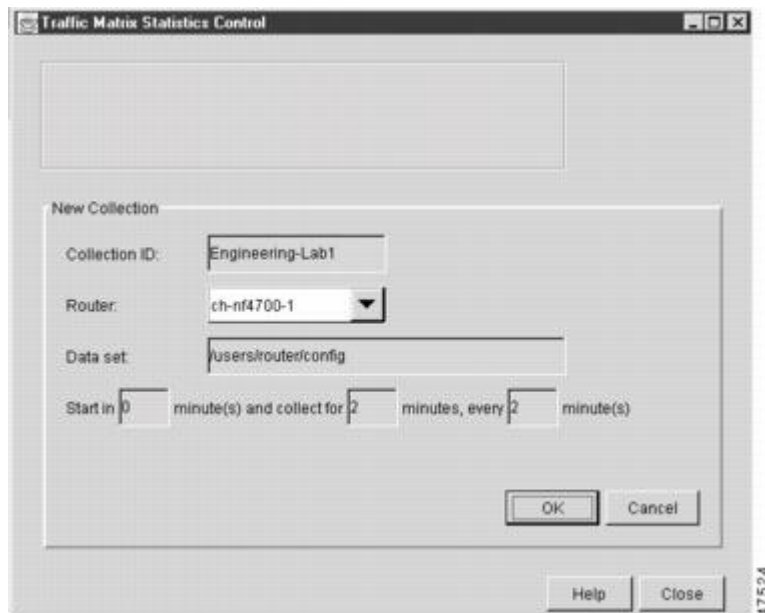 Traffic Matrix Statistics Control
New Collection
Collection ID: Engineering-Lab1
Router: ch-nf4700-1
Data set: /users/router/config
Start in 0 minute(s) and collect for 2 minutes, every 2 minute(s)
OK Cancel
Help Close
17524